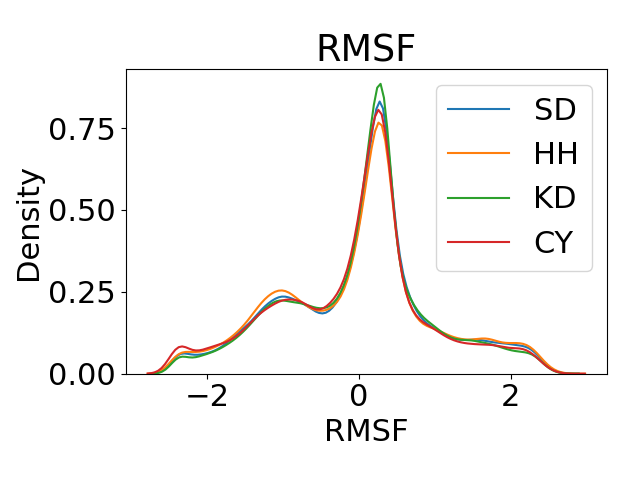 RMSF
SD
HH
KD
CY
Density
0.75
0.50
0.25
0.00
−2
0
2
RMSF